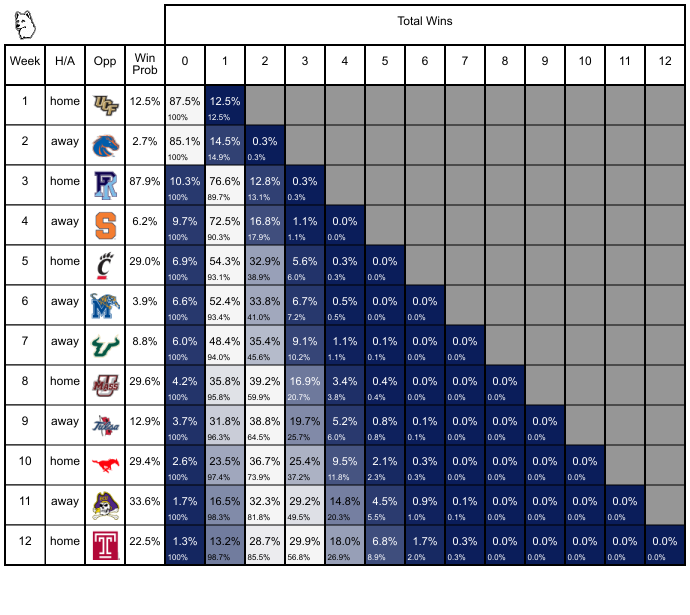 Total Wins
Week H/A Opp Win Prob 0 1 2 3 4 5 6 7 8 9 10 11 12
1 home UCF 12.5% 87.5% 12.5%
100% 12.5%
2 away 2.7% 85.1% 14.5% 0.3%
100% 14.9% 0.3%
3 home R 87.9% 10.3% 76.6% 12.8% 0.3%
100% 89.7% 13.1% 0.3%
4 away S 6.2% 9.7% 72.5% 16.8% 1.1% 0.0%
100% 90.3% 17.9% 1.1% 0.0%
5 home C 29.0% 6.9% 54.3% 32.9% 5.6% 0.3% 0.0%
100% 93.1% 38.9% 6.0% 0.3% 0.0%
6 away M 3.9% 6.6% 52.4% 33.8% 6.7% 0.5% 0.0% 0.0%
100% 93.4% 41.0% 7.2% 0.5% 0.0% 0.0%
7 away 8.8% 6.0% 48.4% 35.4% 9.1% 1.1% 0.1% 0.0% 0.0%
100% 94.0% 45.6% 10.2% 1.1% 0.1% 0.0% 0.0%
8 home UMass 29.6% 4.2% 35.8% 39.2% 16.9% 3.4% 0.4% 0.0% 0.0% 0.0%
100% 95.8% 59.9% 20.7% 3.8% 0.4% 0.0% 0.0% 0.0%
9 away Tulsa 12.9% 3.7% 31.8% 38.8% 19.7% 5.2% 0.8% 0.1% 0.0% 0.0% 0.0%
100% 96.3% 64.5% 25.7% 6.0% 0.8% 0.1% 0.0% 0.0% 0.0%
10 home 29.4% 2.6% 23.5% 36.7% 25.4% 9.5% 2.1% 0.3% 0.0% 0.0% 0.0% 0.0%
100% 97.4% 73.9% 37.2% 11.8% 2.3% 0.3% 0.0% 0.0% 0.0% 0.0%
11 away 33.6% 1.7% 16.5% 32.3% 29.2% 14.8% 4.5% 0.9% 0.1% 0.0% 0.0% 0.0% 0.0%
100% 98.3% 81.8% 49.5% 20.3% 5.5% 1.0% 0.1% 0.0% 0.0% 0.0% 0.0%
12 home T 22.5% 1.3% 13.2% 28.7% 29.9% 18.0% 6.8% 1.7% 0.3% 0.0% 0.0% 0.0% 0.0% 0.0%
100% 98.7% 85.5% 56.8% 26.9% 8.9% 2.0% 0.3% 0.0% 0.0% 0.0% 0.0% 0.0%